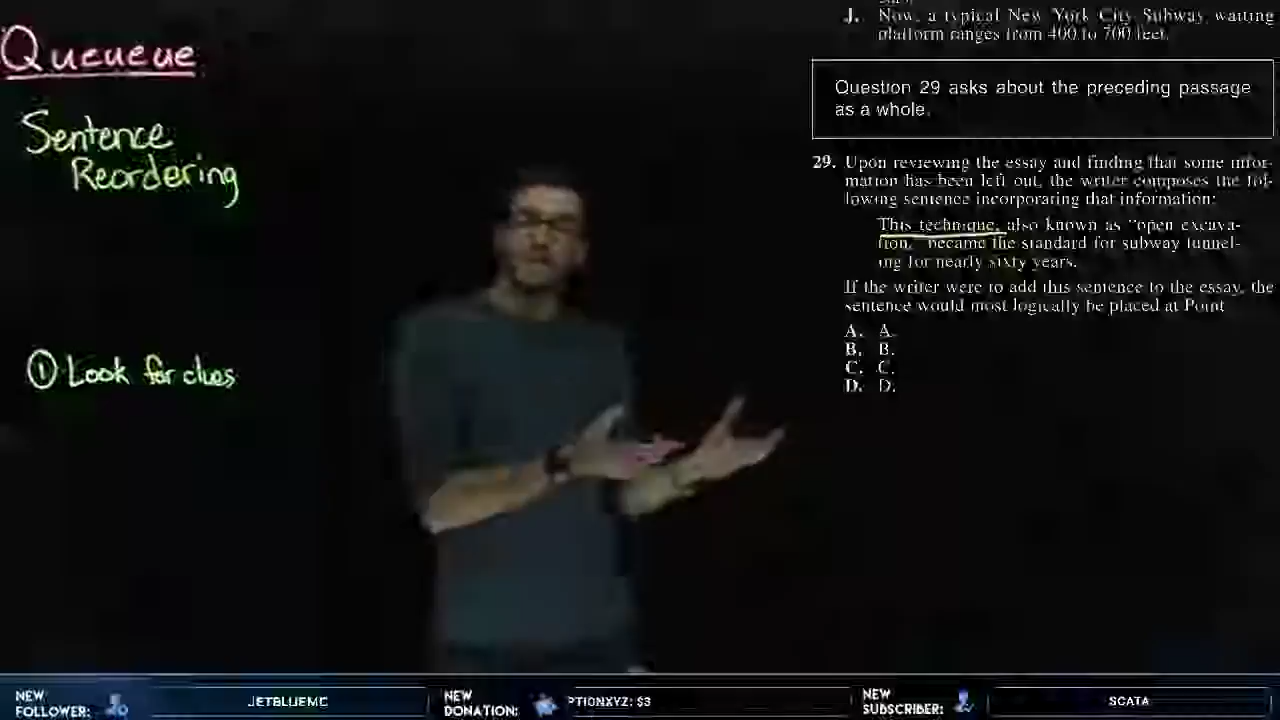 Queueue
Sentence
Reordering
① Look for clues
J. Now, a typical New York City Subway waiting
platform ranges from 400 to 700 feet.
Question 29 asks about the preceding passage
as a whole.
29. Upon reviewing the essay and finding that some infor-
mation has been left out, the writer composes the fol-
lowing sentence incorporating that information:
This technique, also known as “open excava-
tion,” became the standard for subway tunnel-
ing for nearly sixty years.
If the writer were to add this sentence to the essay, the
sentence would most logically be placed at Point
A. A.
B. B.
C. C.
D. D.
NEW
FOLLOWER:
JETBLUEMC
NEW
DONATION:
PTIONXYZ: $3
NEW
SUBSCRIBER:
SCATA